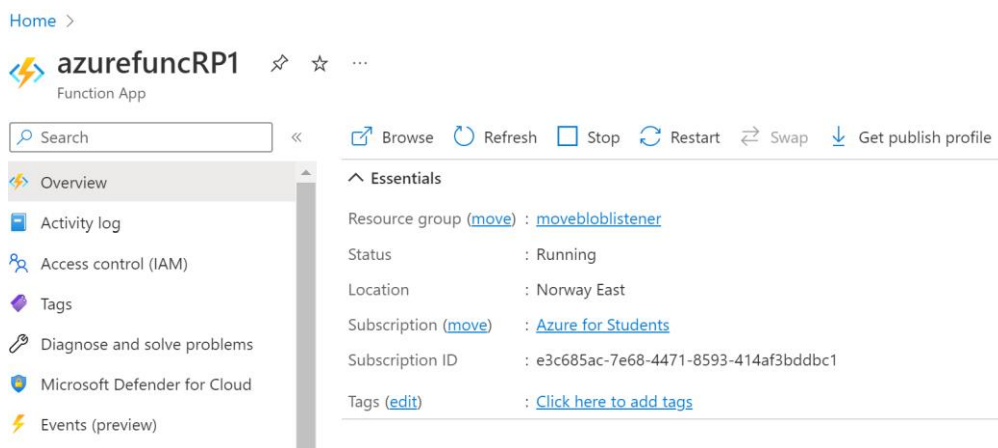 Home >
azurefuncRP1 ...
Function App
Search «
Browse Refresh Stop Restart Swap Get publish profile
Overview
Activity log
Access control (IAM)
Tags
Diagnose and solve problems
Microsoft Defender for Cloud
Events (preview)
Essentials
Resource group (move) : movebloblistener
Status : Running
Location : Norway East
Subscription (move) : Azure for Students
Subscription ID : e3c685ac-7e68-4471-8593-414af3bddbc1
Tags (edit) : Click here to add tags